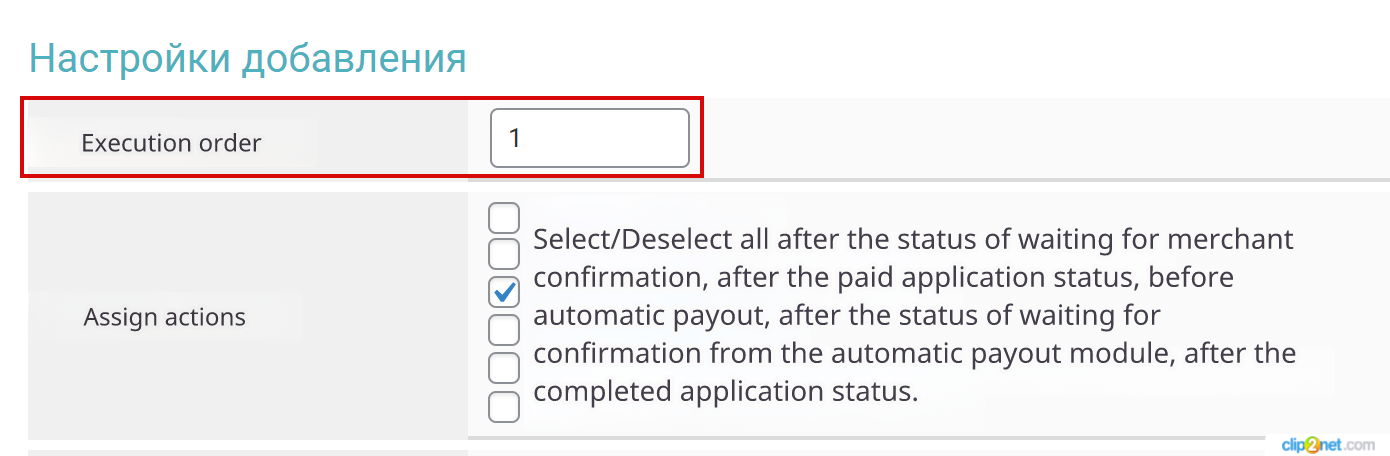 Настройки добавления
Execution order
1
Assign actions
Select/Deselect all after the status of waiting for merchant
confirmation, after the paid application status, before
automatic payout, after the status of waiting for
confirmation from the automatic payout module, after the
completed application status.
clip2net.com